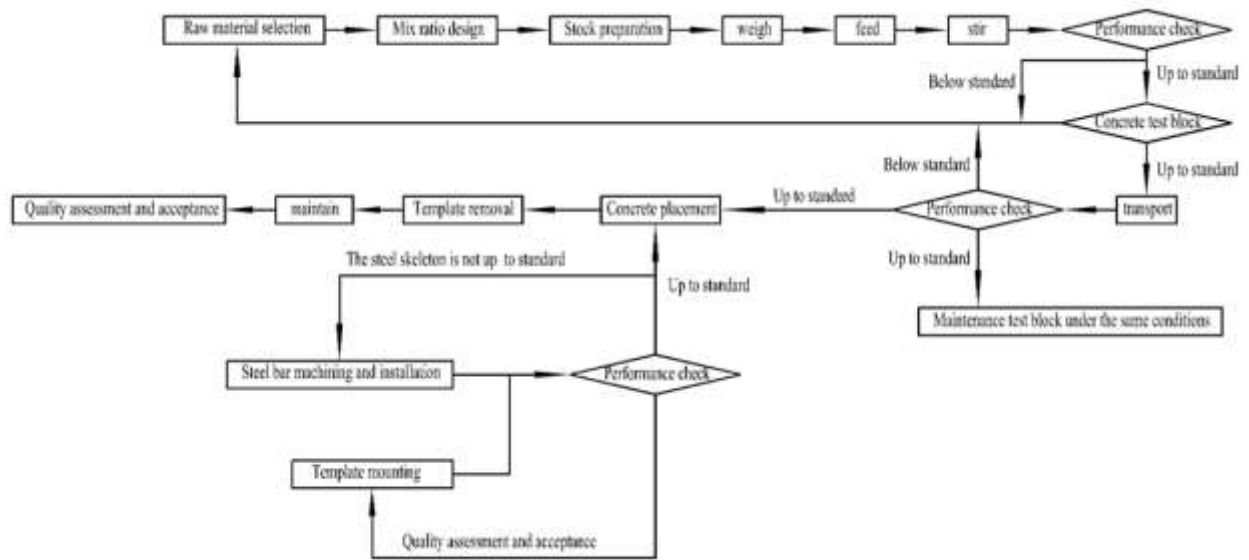 Raw material selection
Mix ratio design
Stock preparation
weigh
feed
stir
Performance check
Below standard
Up to standard
Concrete test block
Below standard
Up to standard
Quality assessment and acceptance
maintain
Template removal
Concrete placement
Up to standeed
Performance check
transport
The steel skeleton is not up to standard
Up to standard
Up to standard
Maintenance test block under the same conditions
Steel bar machining and installation
Performance check
Template mounting
Quality assessment and acceptance